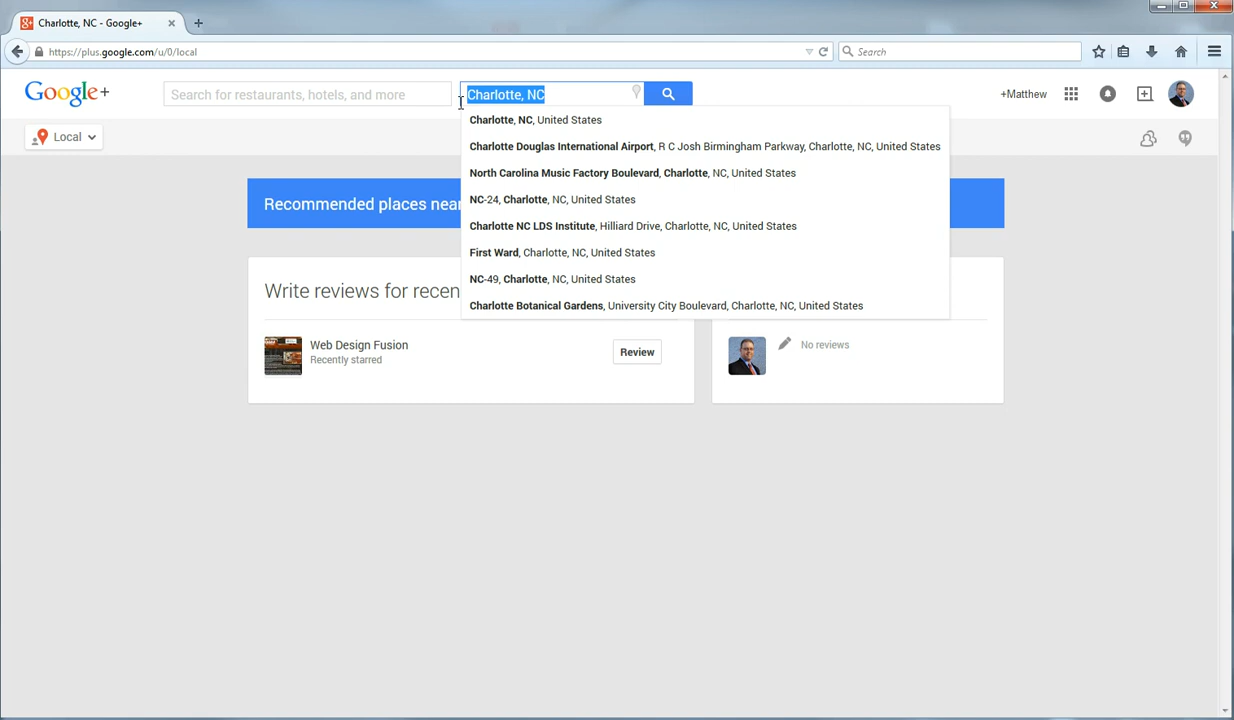 Charlotte, NC - Google+
https://plus.google.com/u/0/local
Search
Google+
Search for restaurants, hotels, and more
Charlotte, NC
+Matthew
Local
Charlotte, NC, United States
Charlotte Douglas International Airport, R C Josh Birmingham Parkway, Charlotte, NC, United States
North Carolina Music Factory Boulevard, Charlotte, NC, United States
NC-24, Charlotte, NC, United States
Charlotte NC LDS Institute, Hilliard Drive, Charlotte, NC, United States
First Ward, Charlotte, NC, United States
NC-49, Charlotte, NC, United States
Charlotte Botanical Gardens, University City Boulevard, Charlotte, NC, United States
Recommended places near
Write reviews for recen
Web Design Fusion
Recently starred
Review
No reviews